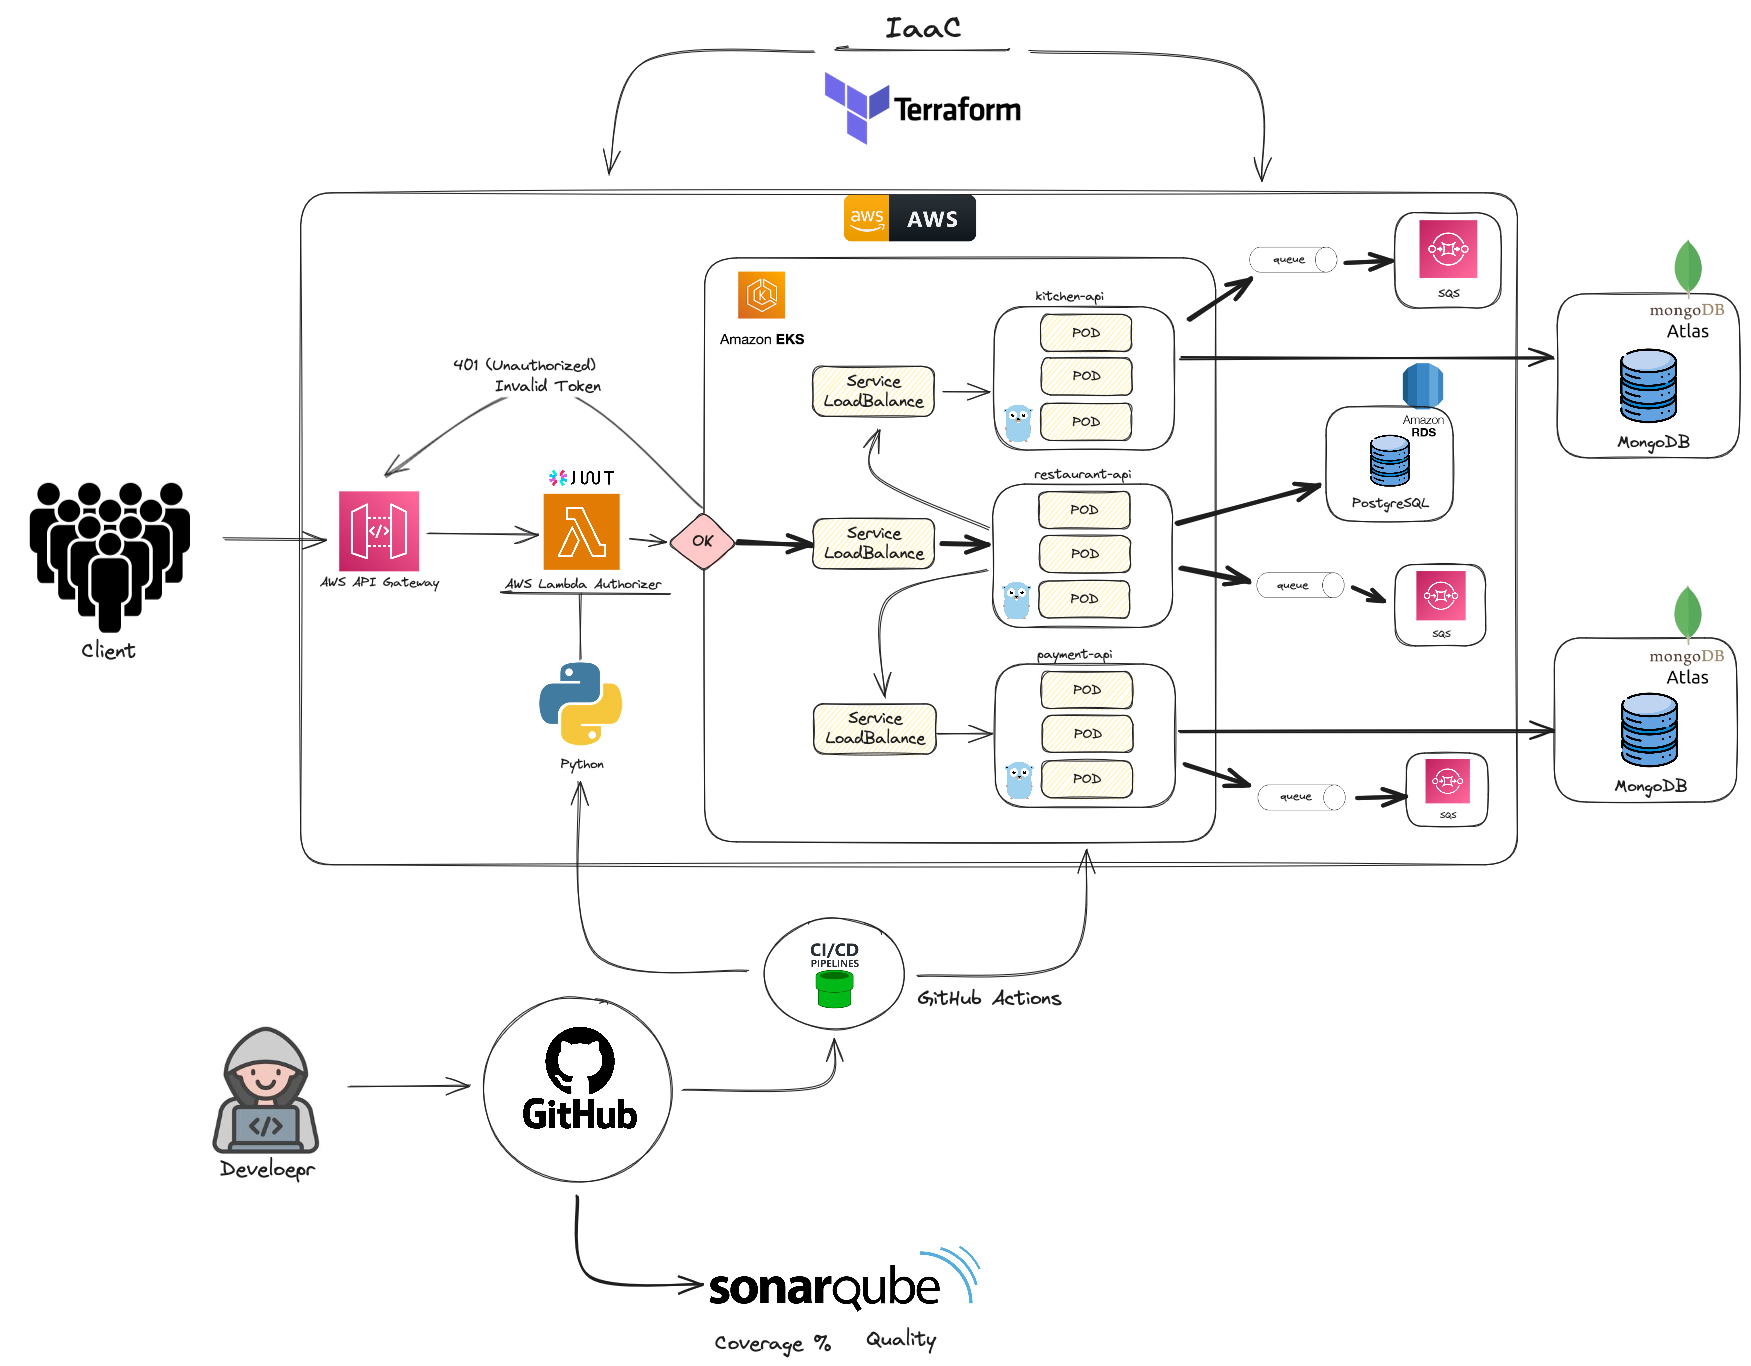 IaaC
Terraform
aws
AWS
K
Amazon EKS
kitchen-api
POD
POD
POD
queue
SQS
mongoDB
Atlas
MongoDB
401 (Unauthorized)
Invalid Token
Service
LoadBalance
Amazon
RDS
PostgreSQL
restaurant-api
POD
POD
POD
JWT
</>
AWS API Gateway
AWS Lambda Authorizer
OK
Service
LoadBalance
queue
SQS
Client
Python
payment-api
POD
POD
POD
Service
LoadBalance
queue
SQS
mongoDB
Atlas
MongoDB
CI/CD
PIPELINES
GitHub Actions
GitHub
</>
Develoepr
sonarqube
Coverage %
Quality